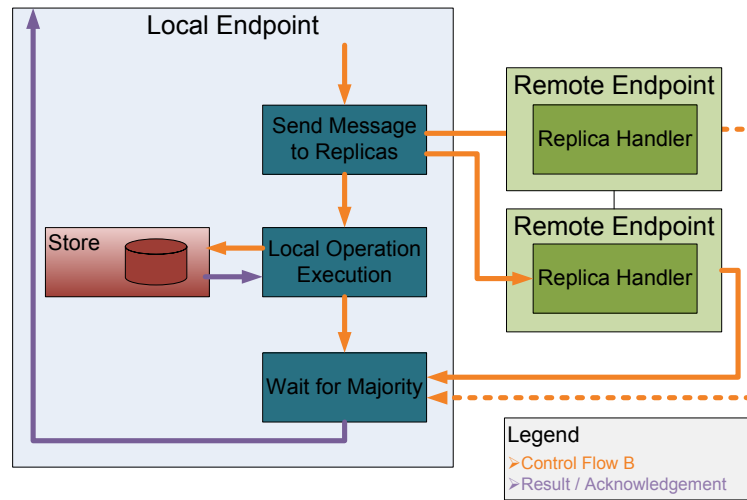 Local Endpoint
Send Message
to Replicas
Remote Endpoint
Replica Handler
Store
Local Operation
Execution
Remote Endpoint
Replica Handler
Wait for Majority
Legend
Control Flow B
Result / Acknowledgement